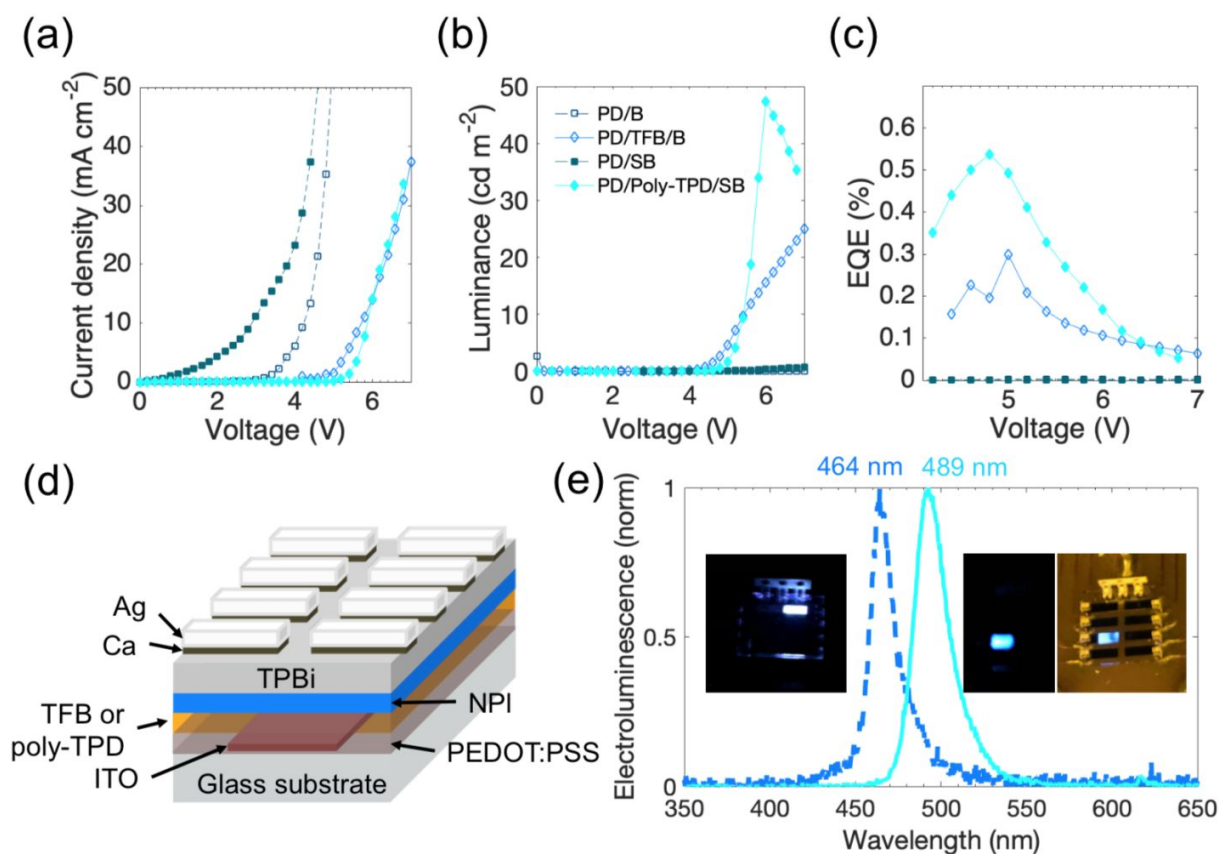 (a)
(b)
(c)
Current density (mA cm⁻²)
50
40
30
20
10
0
0
2
4
6
Voltage (V)
Luminance (cd m⁻²)
50
40
30
20
10
0
0
2
4
6
Voltage (V)
PD/B
PD/TFB/B
PD/SB
PD/Poly-TPD/SB
EQE (%)
0.6
0.5
0.4
0.3
0.2
0.1
0
5
6
7
Voltage (V)
(d)
Ag
Ca
TPBi
TFB or
poly-TPD
ITO
NPI
PEDOT:PSS
Glass substrate
(e)
464 nm
489 nm
Electroluminescence (norm)
1
0.5
0
350
400
450
500
550
600
650
Wavelength (nm)